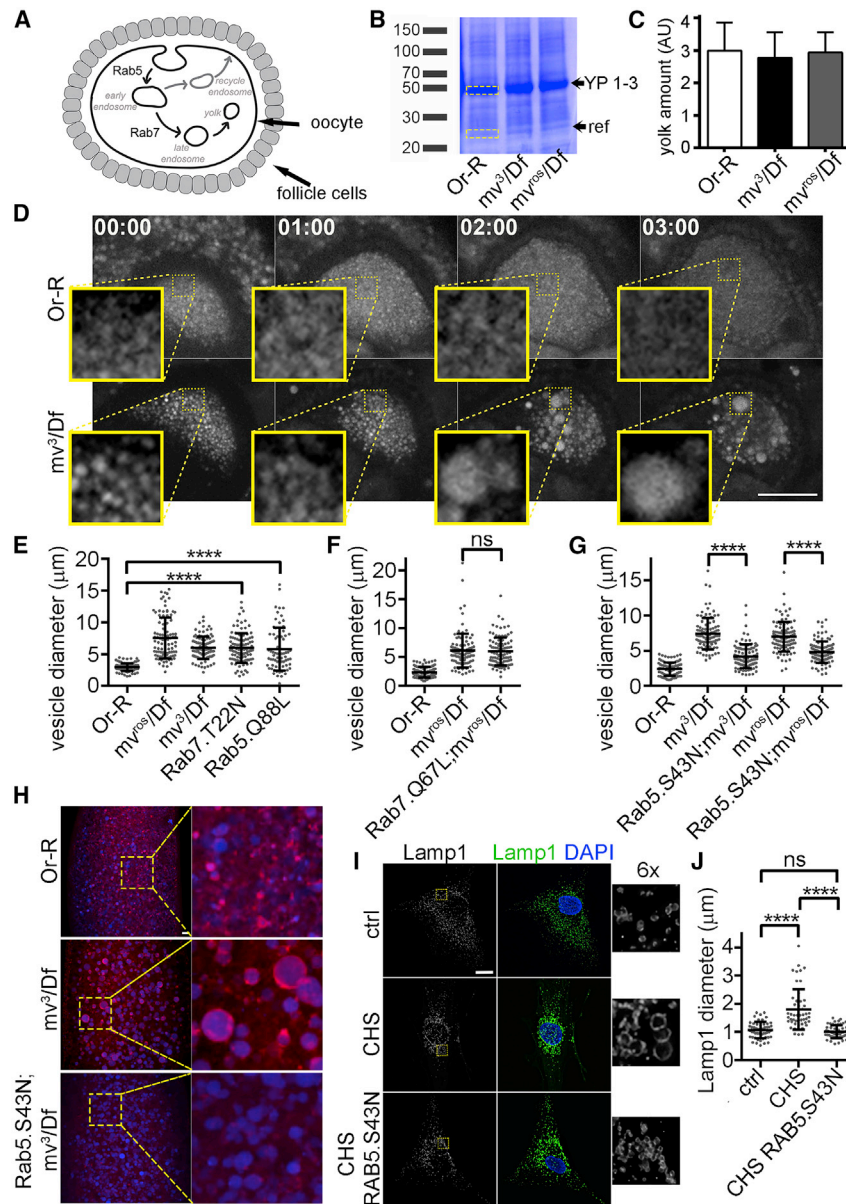 A
Rab5
early
endosome
recycle
endosome
yolk
Rab7
late
endosome
oocyte
follicle cells
B
150
100
70
50
30
20
YP 1-3
ref
Or-R
mv³/Df
mvʳᵒˢ/Df
C
yolk amount (AU)
4
3
2
1
0
Or-R
mv³/Df
mvʳᵒˢ/Df
D
00:00
01:00
02:00
03:00
Or-R
mv³/Df
E
vesicle diameter (μm)
20
15
10
5
0
****
****
Or-R
mvʳᵒˢ/Df
mv³/Df
Rab7.T22N
Rab5.Q88L
F
vesicle diameter (μm)
20
15
10
5
0
ns
Or-R
mvʳᵒˢ/Df
Rab7.Q67L;mvʳᵒˢ/Df
G
vesicle diameter (μm)
15
10
5
0
****
****
Or-R
mv³/Df
Rab5.S43N;mv³/Df
mvʳᵒˢ/Df
Rab5.S43N;mvʳᵒˢ/Df
H
Or-R
mv³/Df
Rab5.S43N;
mv³/Df
I
Lamp1
Lamp1 DAPI
6x
ctrl
CHS
CHS
RAB5.S43N
J
Lamp1 diameter (μm)
5
4
3
2
1
0
ns
****
****
ctrl
CHS
CHS RAB5.S43N